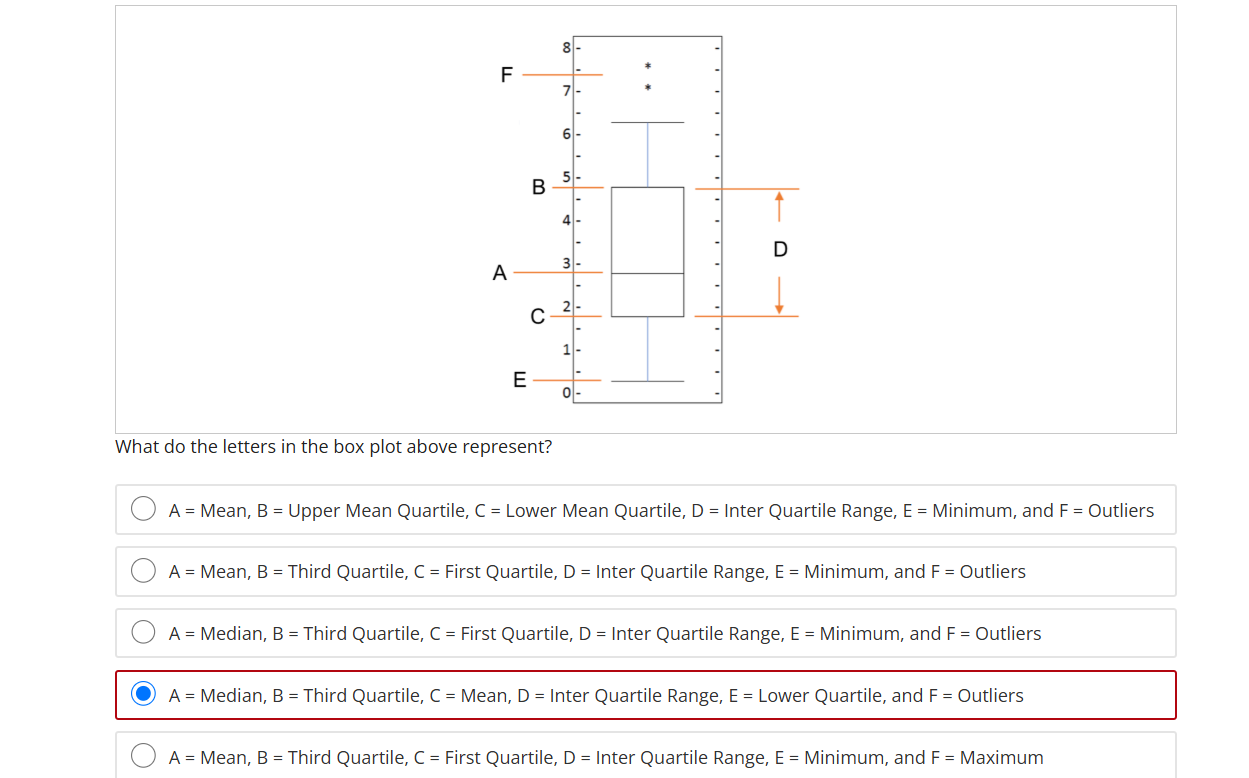 8
F
7
6
5
B
4
D
3
A
2
C
1
E
0
What do the letters in the box plot above represent?
A = Mean, B = Upper Mean Quartile, C = Lower Mean Quartile, D = Inter Quartile Range, E = Minimum, and F = Outliers
A = Mean, B = Third Quartile, C = First Quartile, D = Inter Quartile Range, E = Minimum, and F = Outliers
A = Median, B = Third Quartile, C = First Quartile, D = Inter Quartile Range, E = Minimum, and F = Outliers
A = Median, B = Third Quartile, C = Mean, D = Inter Quartile Range, E = Lower Quartile, and F = Outliers
A = Mean, B = Third Quartile, C = First Quartile, D = Inter Quartile Range, E = Minimum, and F = Maximum